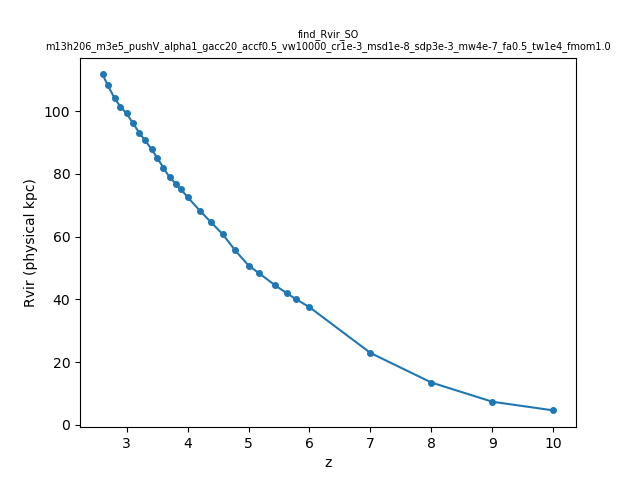 find_Rvir_SO
m13h206_m3e5_pushV_alpha1_gacc20_accf0.5_vw10000_cr1e-3_msd1e-8_sdp3e-3_mw4e-7_fa0.5_tw1e4_fmom1.0
Rvir (physical kpc)
100
80
60
40
20
0
3 4 5 6 7 8 9 10
z